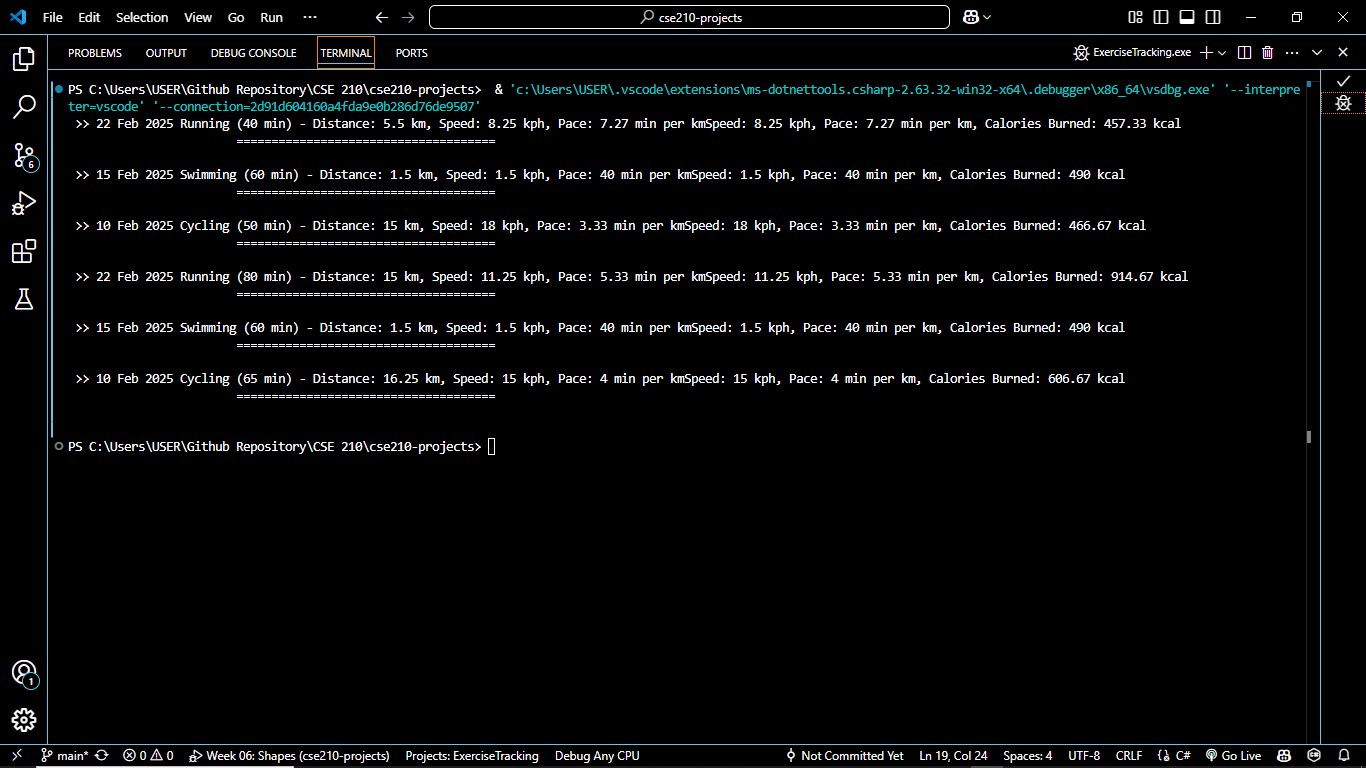 File Edit Selection View Go Run ··· cse210-projects
PROBLEMS OUTPUT DEBUG CONSOLE TERMINAL PORTS ExerciseTracking.exe
PS C:\Users\USER\Github Repository\CSE 210\cse210-projects>  & 'c:\Users\USER\.vscode\extensions\ms-dotnettools.csharp-2.63.32-win32-x64\.debugger\x86_64\vsdbg.exe' '--interpre
ter=vscode' '--connection=2d91d604160a4fda9e0b286d76de9507'
>> 22 Feb 2025 Running (40 min) - Distance: 5.5 km, Speed: 8.25 kph, Pace: 7.27 min per kmSpeed: 8.25 kph, Pace: 7.27 min per km, Calories Burned: 457.33 kcal
=====================================
>> 15 Feb 2025 Swimming (60 min) - Distance: 1.5 km, Speed: 1.5 kph, Pace: 40 min per kmSpeed: 1.5 kph, Pace: 40 min per km, Calories Burned: 490 kcal
=====================================
>> 10 Feb 2025 Cycling (50 min) - Distance: 15 km, Speed: 18 kph, Pace: 3.33 min per kmSpeed: 18 kph, Pace: 3.33 min per km, Calories Burned: 466.67 kcal
=====================================
>> 22 Feb 2025 Running (80 min) - Distance: 15 km, Speed: 11.25 kph, Pace: 5.33 min per kmSpeed: 11.25 kph, Pace: 5.33 min per km, Calories Burned: 914.67 kcal
=====================================
>> 15 Feb 2025 Swimming (60 min) - Distance: 1.5 km, Speed: 1.5 kph, Pace: 40 min per kmSpeed: 1.5 kph, Pace: 40 min per km, Calories Burned: 490 kcal
=====================================
>> 10 Feb 2025 Cycling (65 min) - Distance: 16.25 km, Speed: 15 kph, Pace: 4 min per kmSpeed: 15 kph, Pace: 4 min per km, Calories Burned: 606.67 kcal
=====================================
PS C:\Users\USER\Github Repository\CSE 210\cse210-projects>
6
1
main* 0 0 Week 06: Shapes (cse210-projects) Projects: ExerciseTracking Debug Any CPU Not Committed Yet Ln 19, Col 24 Spaces: 4 UTF-8 CRLF {} C# Go Live